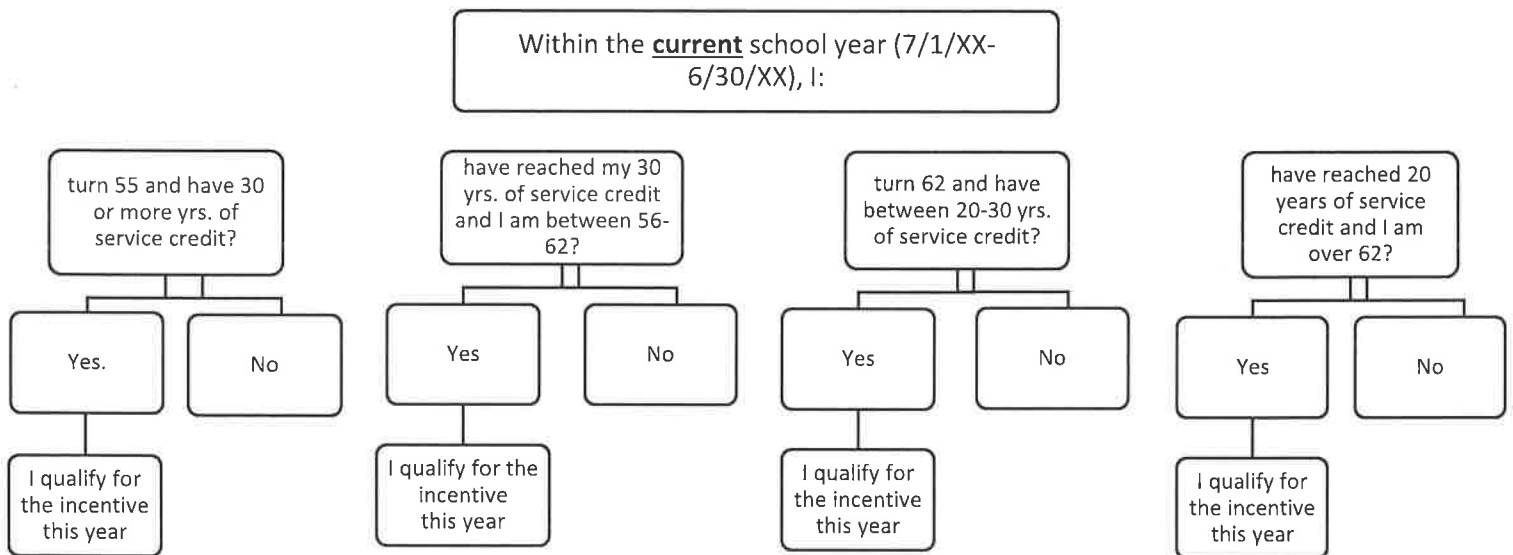 Within the current school year (7/1/XX-
6/30/XX), I:
turn 55 and have 30
or more yrs. of
service credit?
Yes.
No
I qualify for
the incentive
this year
have reached my 30
yrs. of service credit
and I am between 56-
62?
Yes
No
I qualify for the
incentive
this year
turn 62 and have
between 20-30 yrs.
of service credit?
Yes
No
I qualify for
the incentive
this year
have reached 20
years of service
credit and I am
over 62?
Yes
No
I qualify for
the incentive
this year